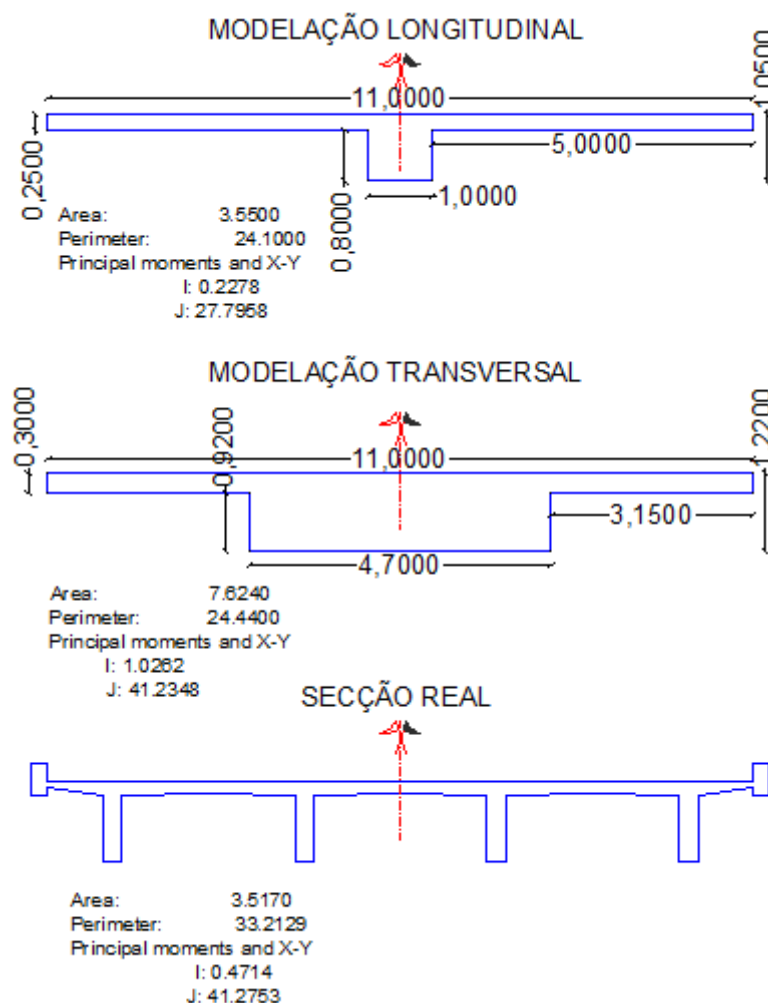 MODELAÇÃO LONGITUDINAL
11,0000
1,0500
0,2500
5,0000
0,8000
1,0000
Area: 3.5500
Perimeter: 24.1000
Principal moments and X-Y
I: 0.2278
J: 27.7958
MODELAÇÃO TRANSVERSAL
0,3000
0,9200
11,0000
2200
3,1500
4,7000
Area: 7.6240
Perimeter: 24.4400
Principal moments and X-Y
I: 1.0262
J: 41.2348
SECÇÃO REAL
Area: 3.5170
Perimeter: 33.2129
Principal moments and X-Y
I: 0.4714
J: 41.2753